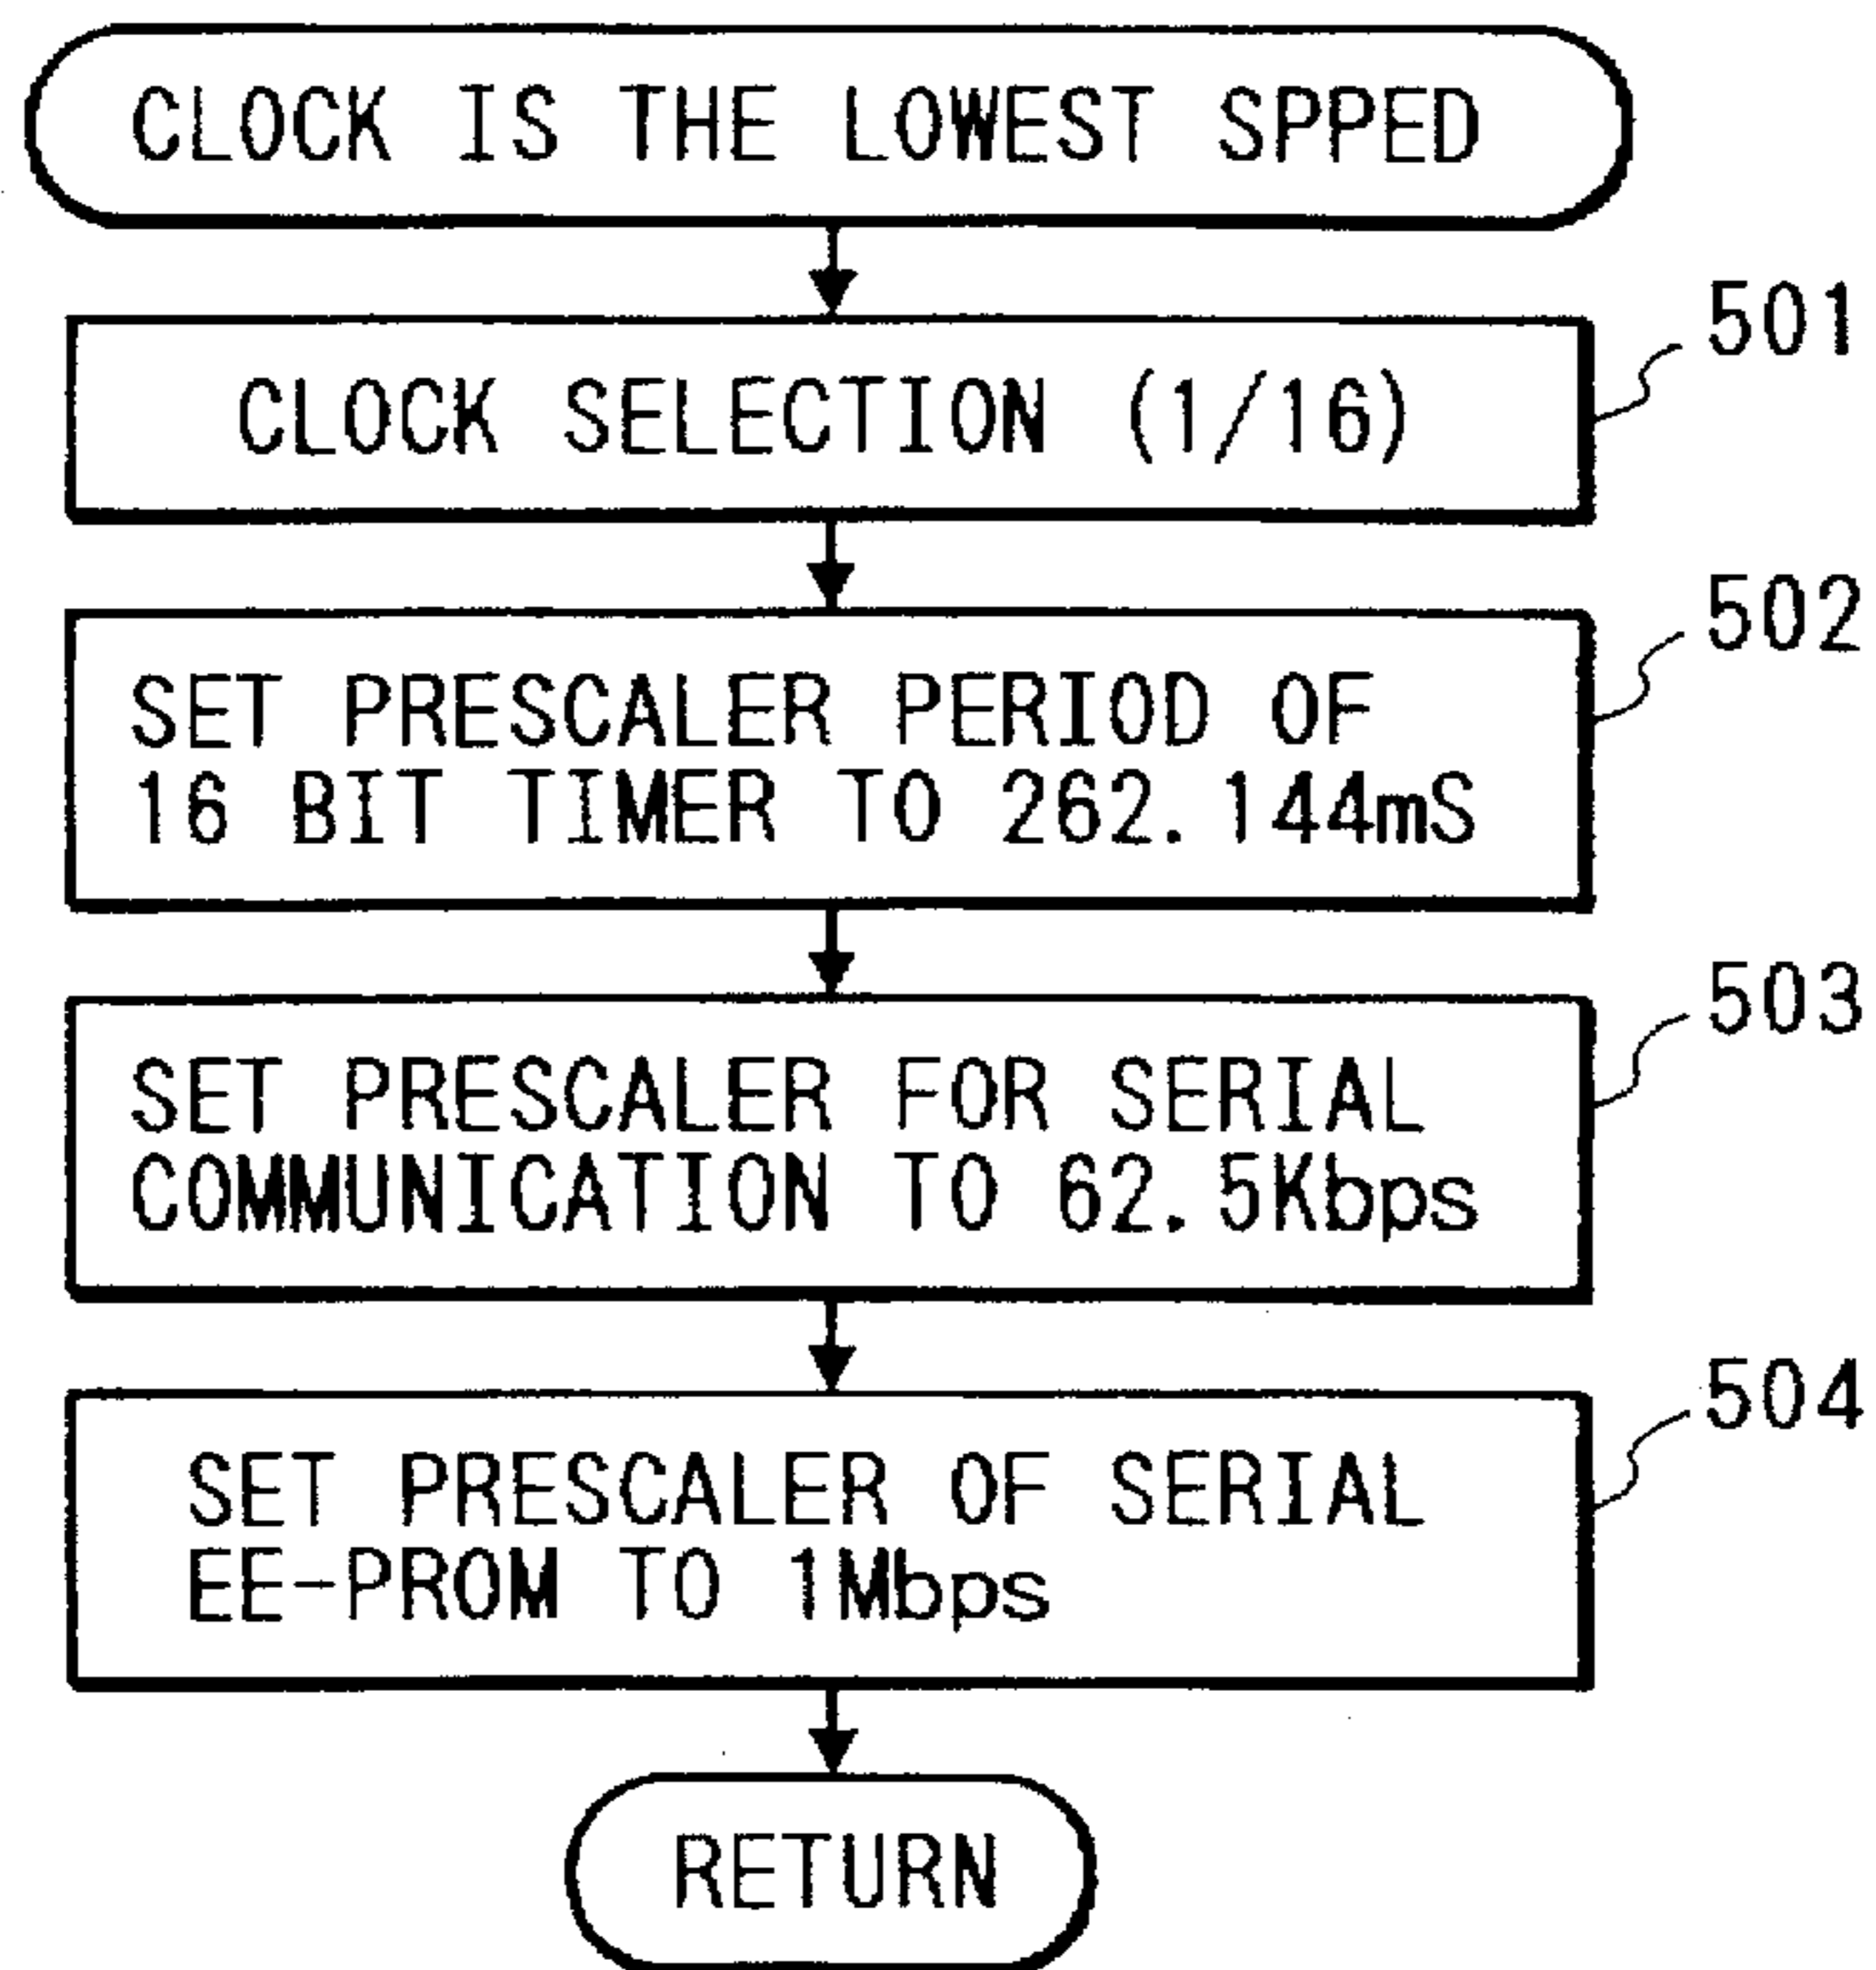 CLOCK IS THE LOWEST SPPED
501
CLOCK SELECTION (1/16)
502
SET PRESCALER PERIOD OF
16 BIT TIMER TO 262.144mS
503
SET PRESCALER FOR SERIAL
COMMUNICATION TO 62.5Kbps
504
SET PRESCALER OF SERIAL
EE-PROM TO 1Mbps
RETURN